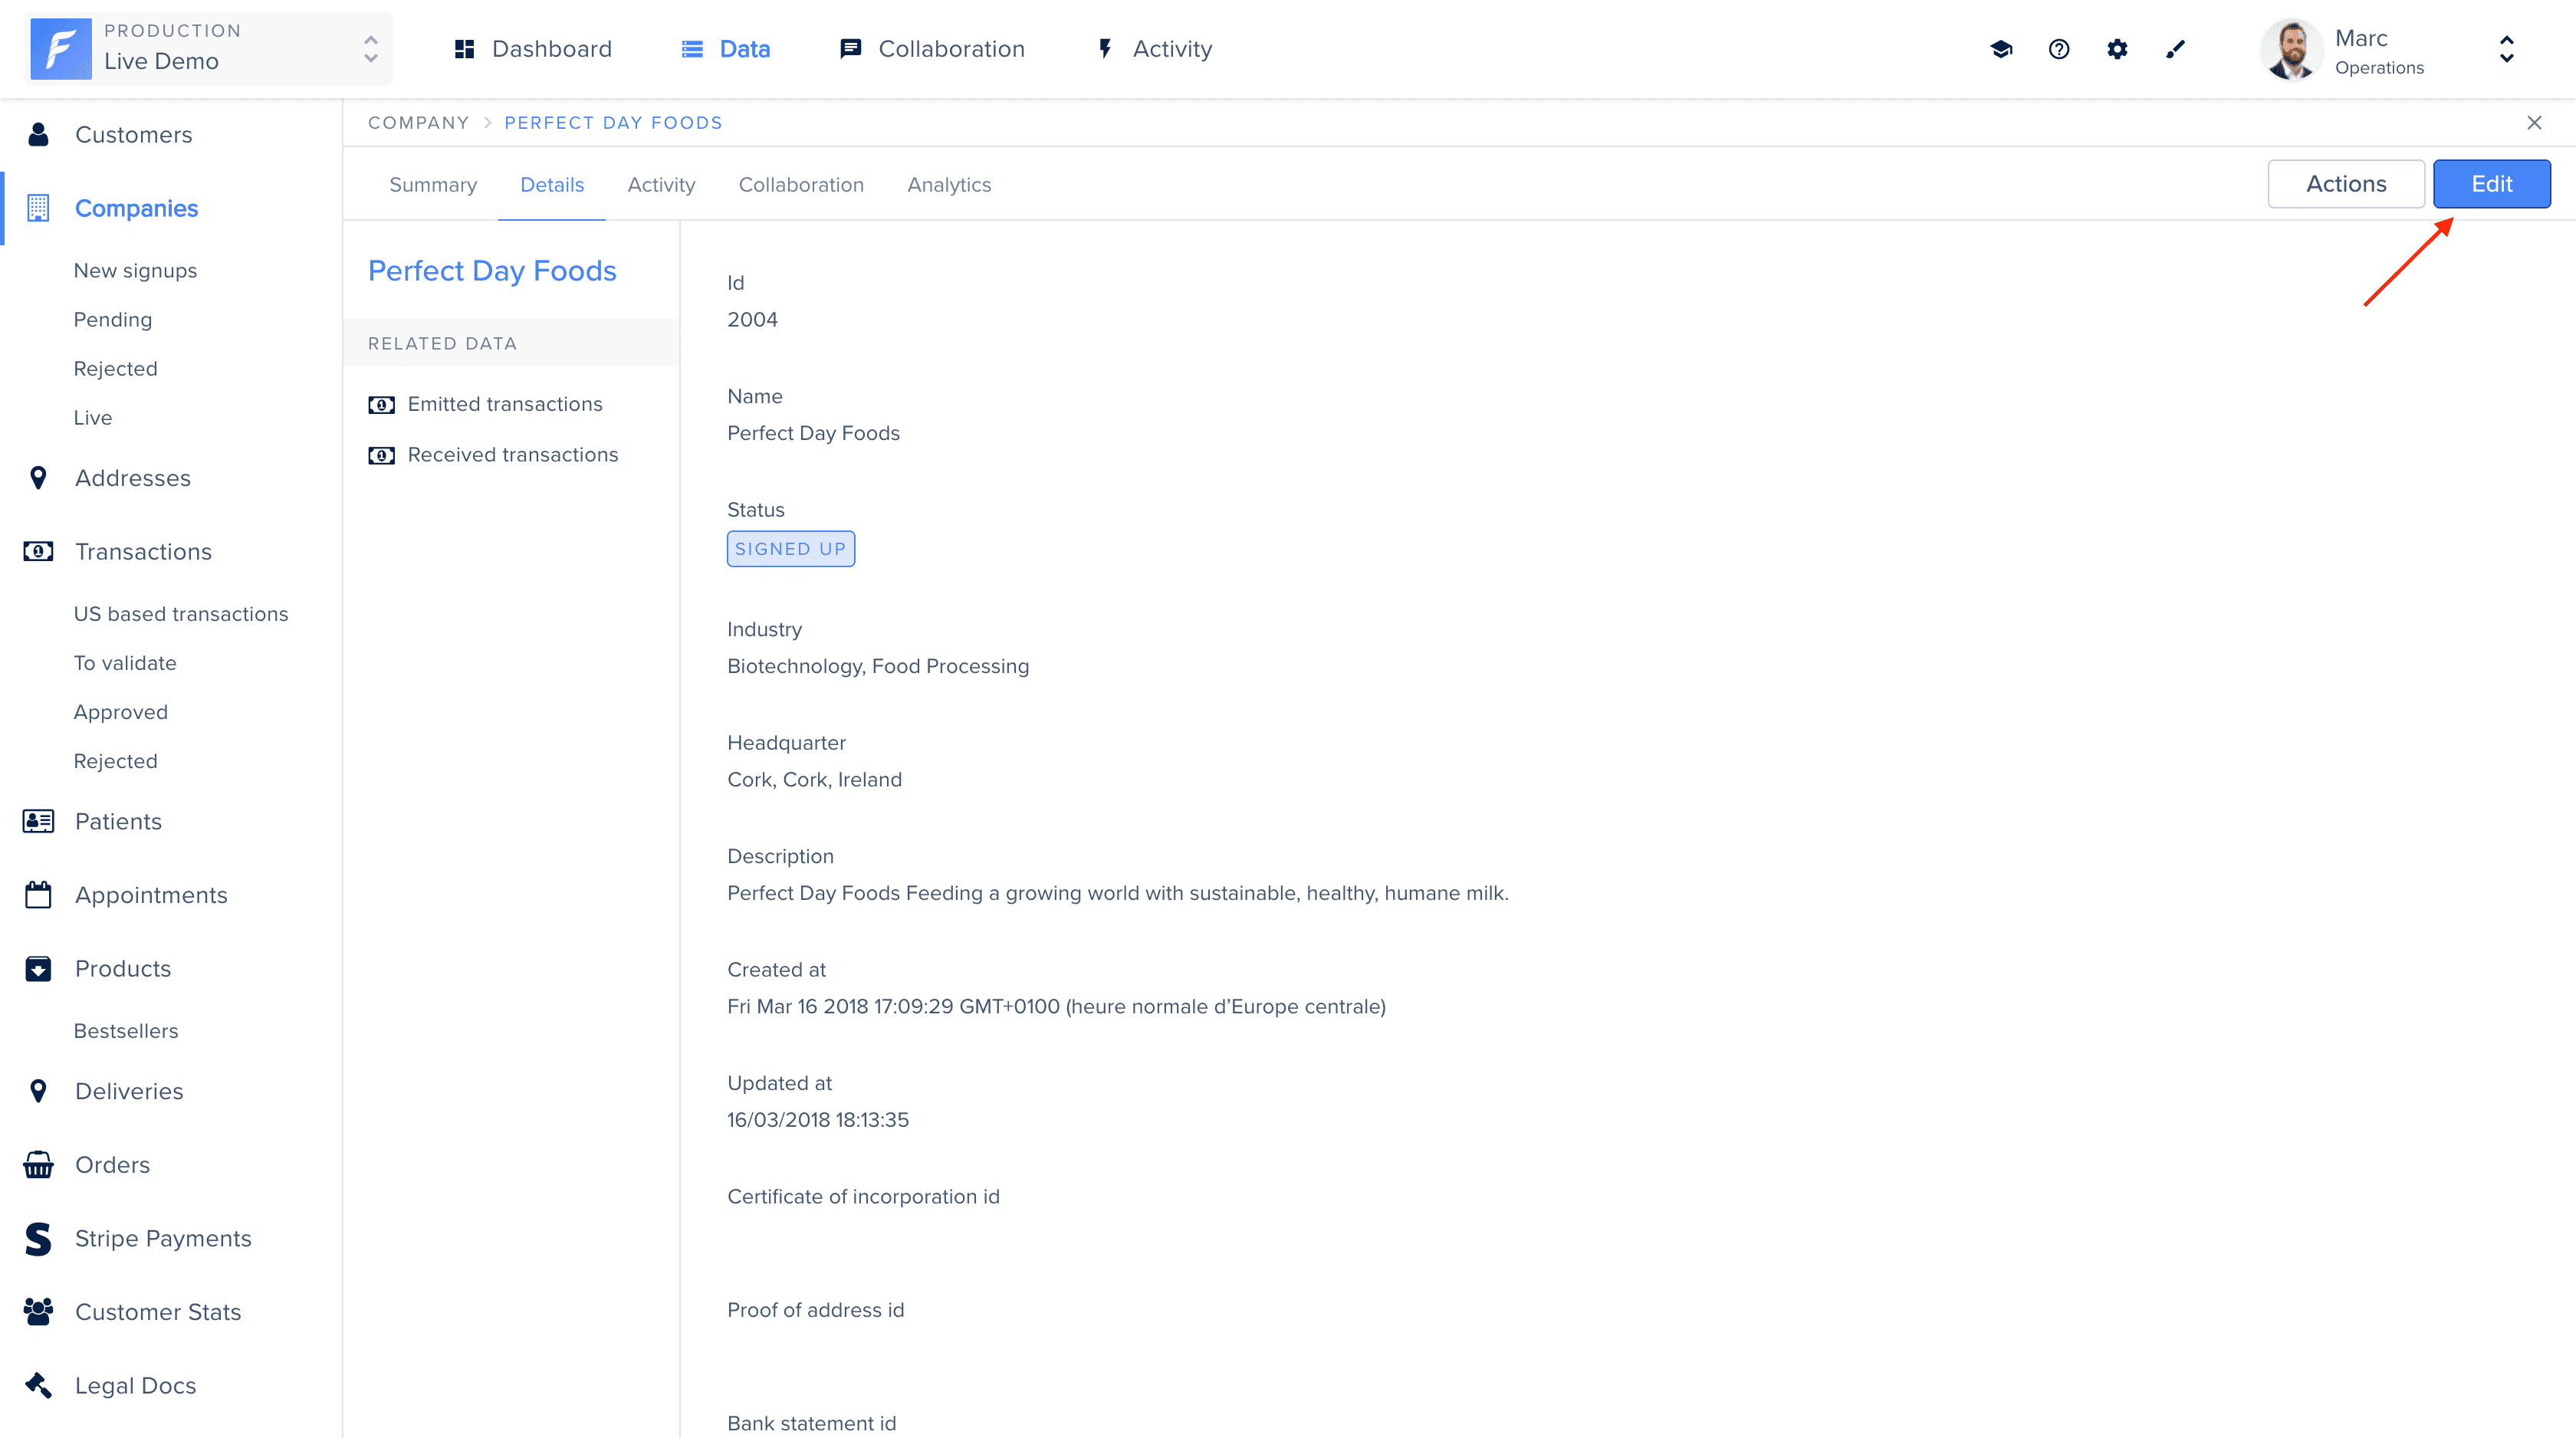 PRODUCTION
Live Demo
Dashboard
Data
Collaboration
Activity
Marc
Operations
Customers
Companies
New signups
Pending
Rejected
Live
Addresses
Transactions
US based transactions
To validate
Approved
Rejected
Patients
Appointments
Products
Bestsellers
Deliveries
Orders
Stripe Payments
Customer Stats
Legal Docs
COMPANY > PERFECT DAY FOODS
Summary
Details
Activity
Collaboration
Analytics
Actions
Edit
Perfect Day Foods
RELATED DATA
Emitted transactions
Received transactions
Id
2004
Name
Perfect Day Foods
Status
SIGNED UP
Industry
Biotechnology, Food Processing
Headquarter
Cork, Cork, Ireland
Description
Perfect Day Foods Feeding a growing world with sustainable, healthy, humane milk.
Created at
Fri Mar 16 2018 17:09:29 GMT+0100 (heure normale d’Europe centrale)
Updated at
16/03/2018 18:13:35
Certificate of incorporation id
Proof of address id
Bank statement id